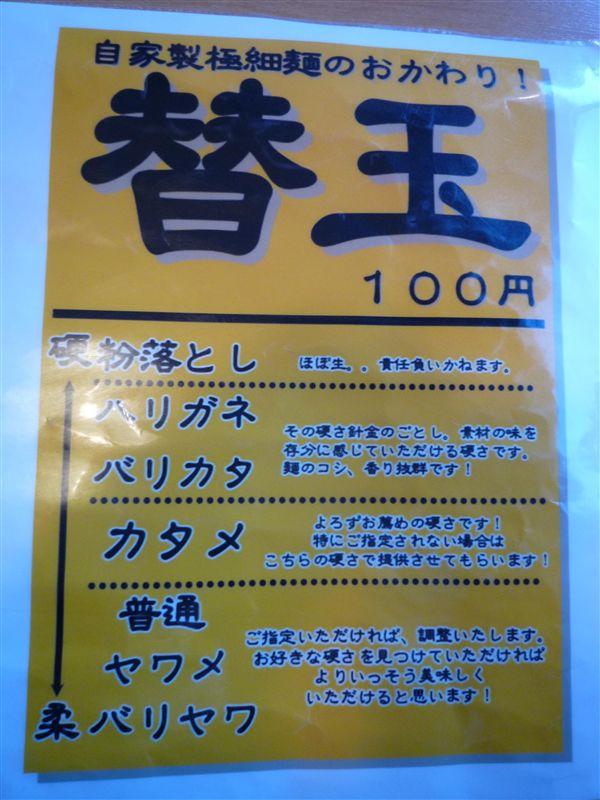 自家製極細麺のおかわり！
替玉
１００円
硬 粉落とし
ほぼ生。。責任負いかねます。
ハリガネ
バリカタ
その硬さ針金のごとし。素材の味を
存分に感じていただける硬さです。
麺のコシ、香り抜群です！
カタメ
よろずお薦めの硬さです！
特にご指定されない場合は
こちらの硬さで提供させてもらいます！
普通
ヤワメ
柔 バリヤワ
ご指定いただければ、調整いたします。
お好きな硬さを見つけていただければ
よりいっそう美味しく
いただけると思います！